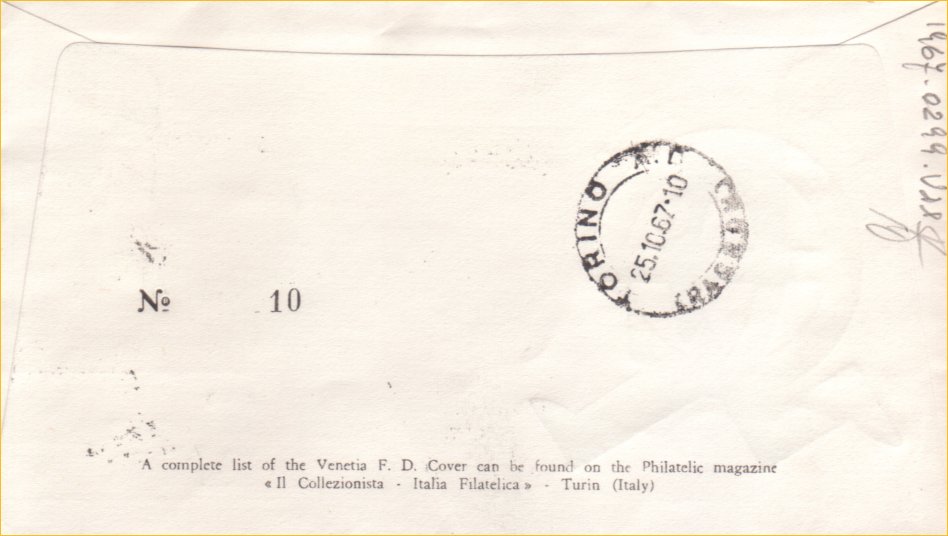 1967.0299.
TORINO A.D
25.10.67·10
№ 10
A complete list of the Venetia F. D. Cover can be found on the Philatelic magazine
« Il Collezionista - Italia Filatelica » - Turin (Italy)